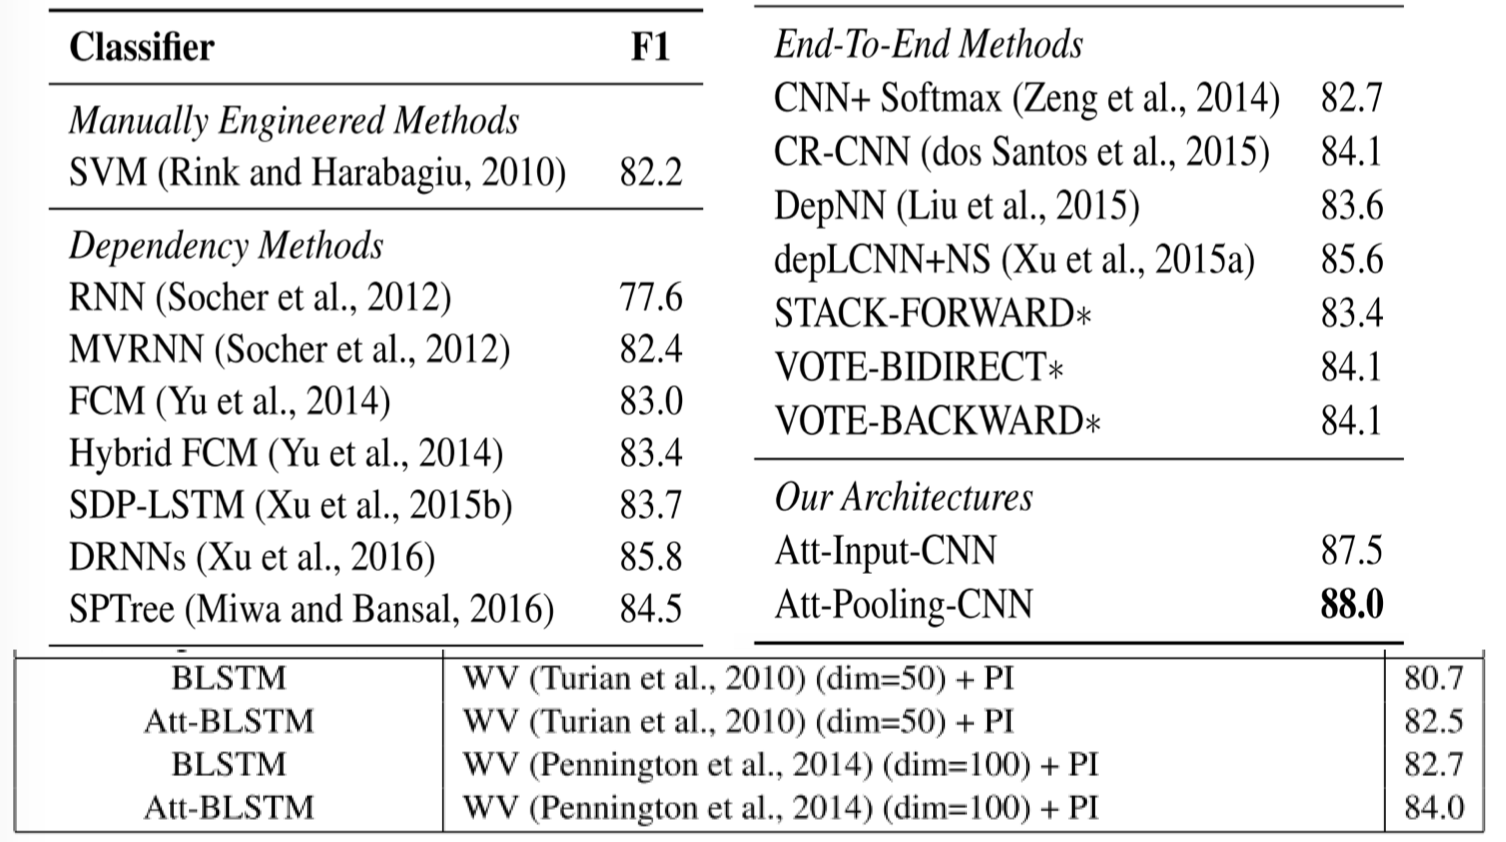 Classifier F1
Manually Engineered Methods
SVM (Rink and Harabagiu, 2010) 82.2
Dependency Methods
RNN (Socher et al., 2012) 77.6
MVRNN (Socher et al., 2012) 82.4
FCM (Yu et al., 2014) 83.0
Hybrid FCM (Yu et al., 2014) 83.4
SDP-LSTM (Xu et al., 2015b) 83.7
DRNNs (Xu et al., 2016) 85.8
SPTree (Miwa and Bansal, 2016) 84.5
End-To-End Methods
CNN+ Softmax (Zeng et al., 2014) 82.7
CR-CNN (dos Santos et al., 2015) 84.1
DepNN (Liu et al., 2015) 83.6
depLCNN+NS (Xu et al., 2015a) 85.6
STACK-FORWARD* 83.4
VOTE-BIDIRECT* 84.1
VOTE-BACKWARD* 84.1
Our Architectures
Att-Input-CNN 87.5
Att-Pooling-CNN 88.0
BLSTM WV (Turian et al., 2010) (dim=50) + PI 80.7
Att-BLSTM WV (Turian et al., 2010) (dim=50) + PI 82.5
BLSTM WV (Pennington et al., 2014) (dim=100) + PI 82.7
Att-BLSTM WV (Pennington et al., 2014) (dim=100) + PI 84.0